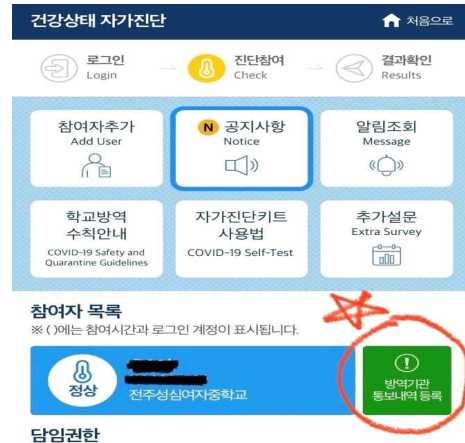 건강상태 자가진단
처음으로
로그인
Login
진단참여
Check
결과확인
Results
참여자추가
Add User
N 공지사항
Notice
알림조회
Message
학교방역
수칙안내
COVID-19 Safety and
Quarantine Guidelines
자가진단키트
사용법
COVID-19 Self-Test
추가설문
Extra Survey
참여자 목록
※ ( )에는 참여시간과 로그인 계정이 표시됩니다.
정상
전주성심여자중학교
방역기관
통보내역 등록
담임권한